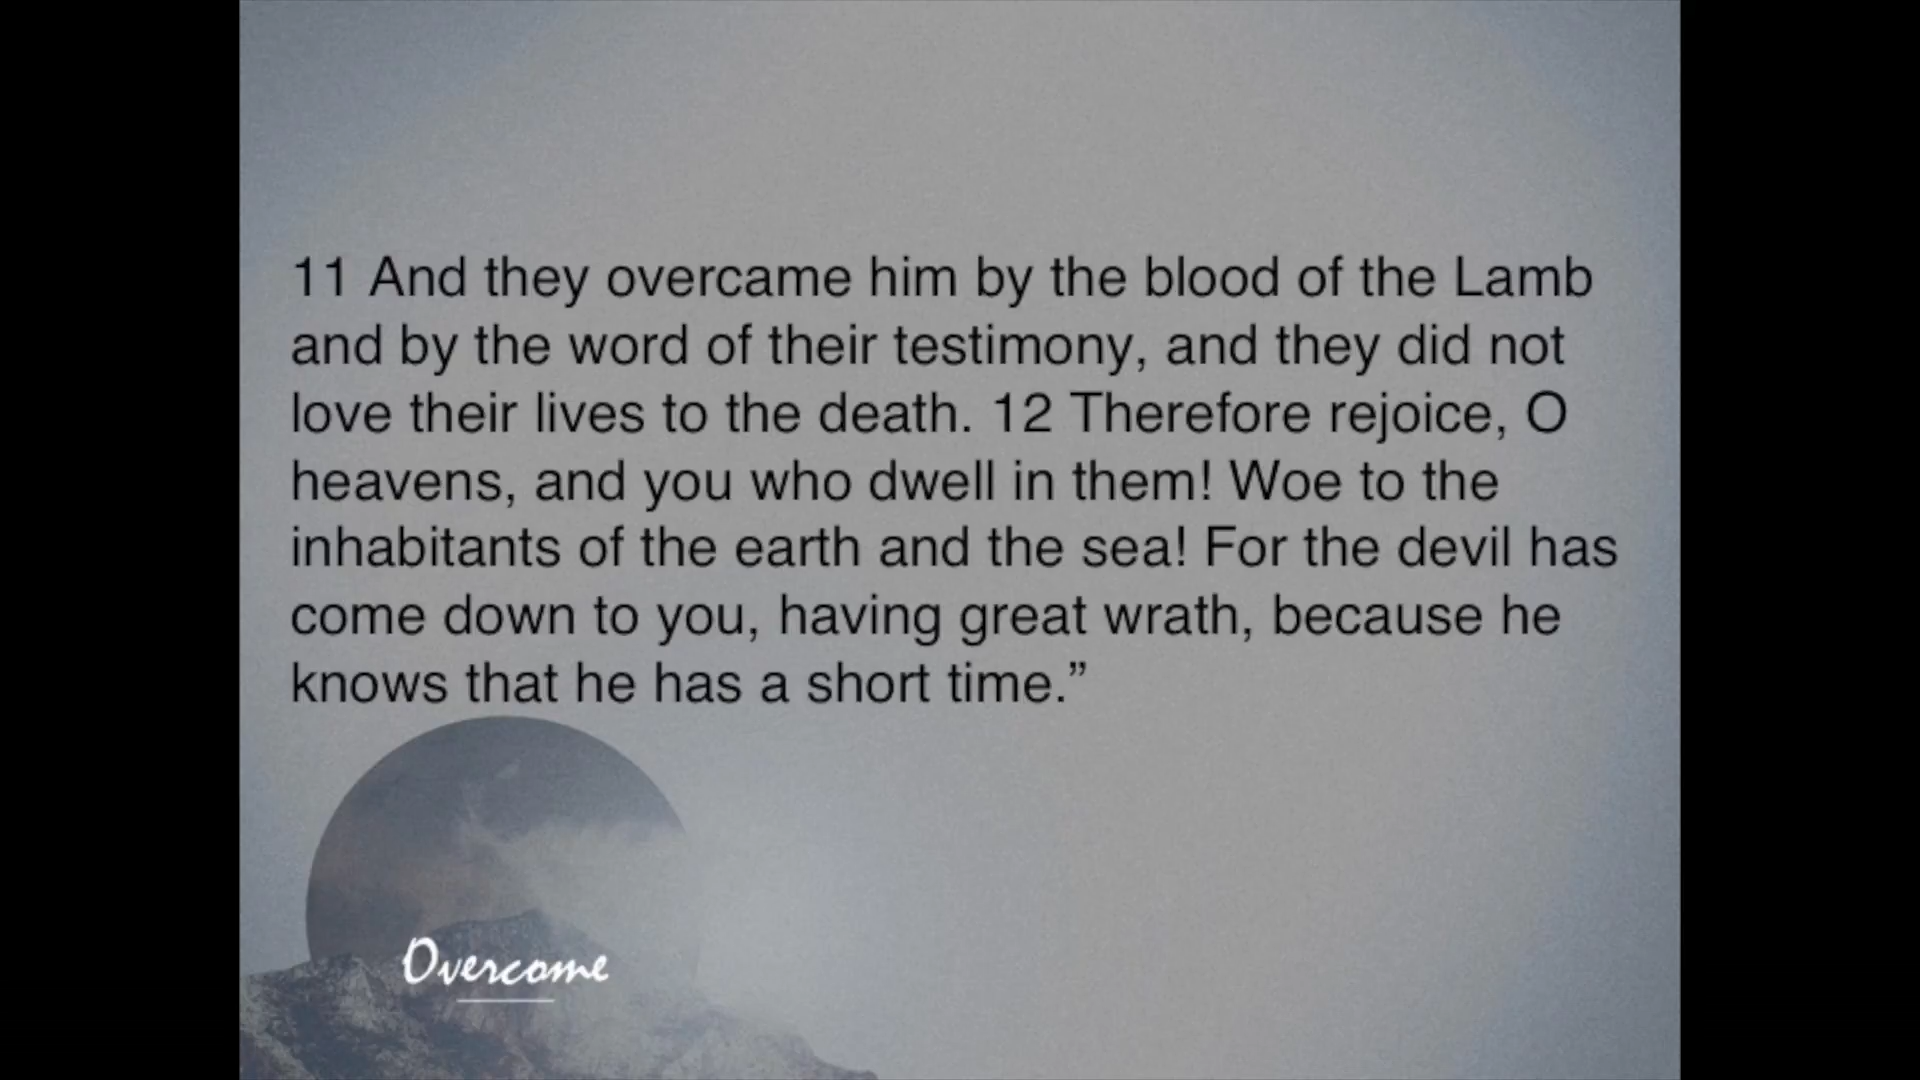 11 And they overcame him by the blood of the Lamb
and by the word of their testimony, and they did not
love their lives to the death. 12 Therefore rejoice, O
heavens, and you who dwell in them! Woe to the
inhabitants of the earth and the sea! For the devil has
come down to you, having great wrath, because he
knows that he has a short time.”
Overcome